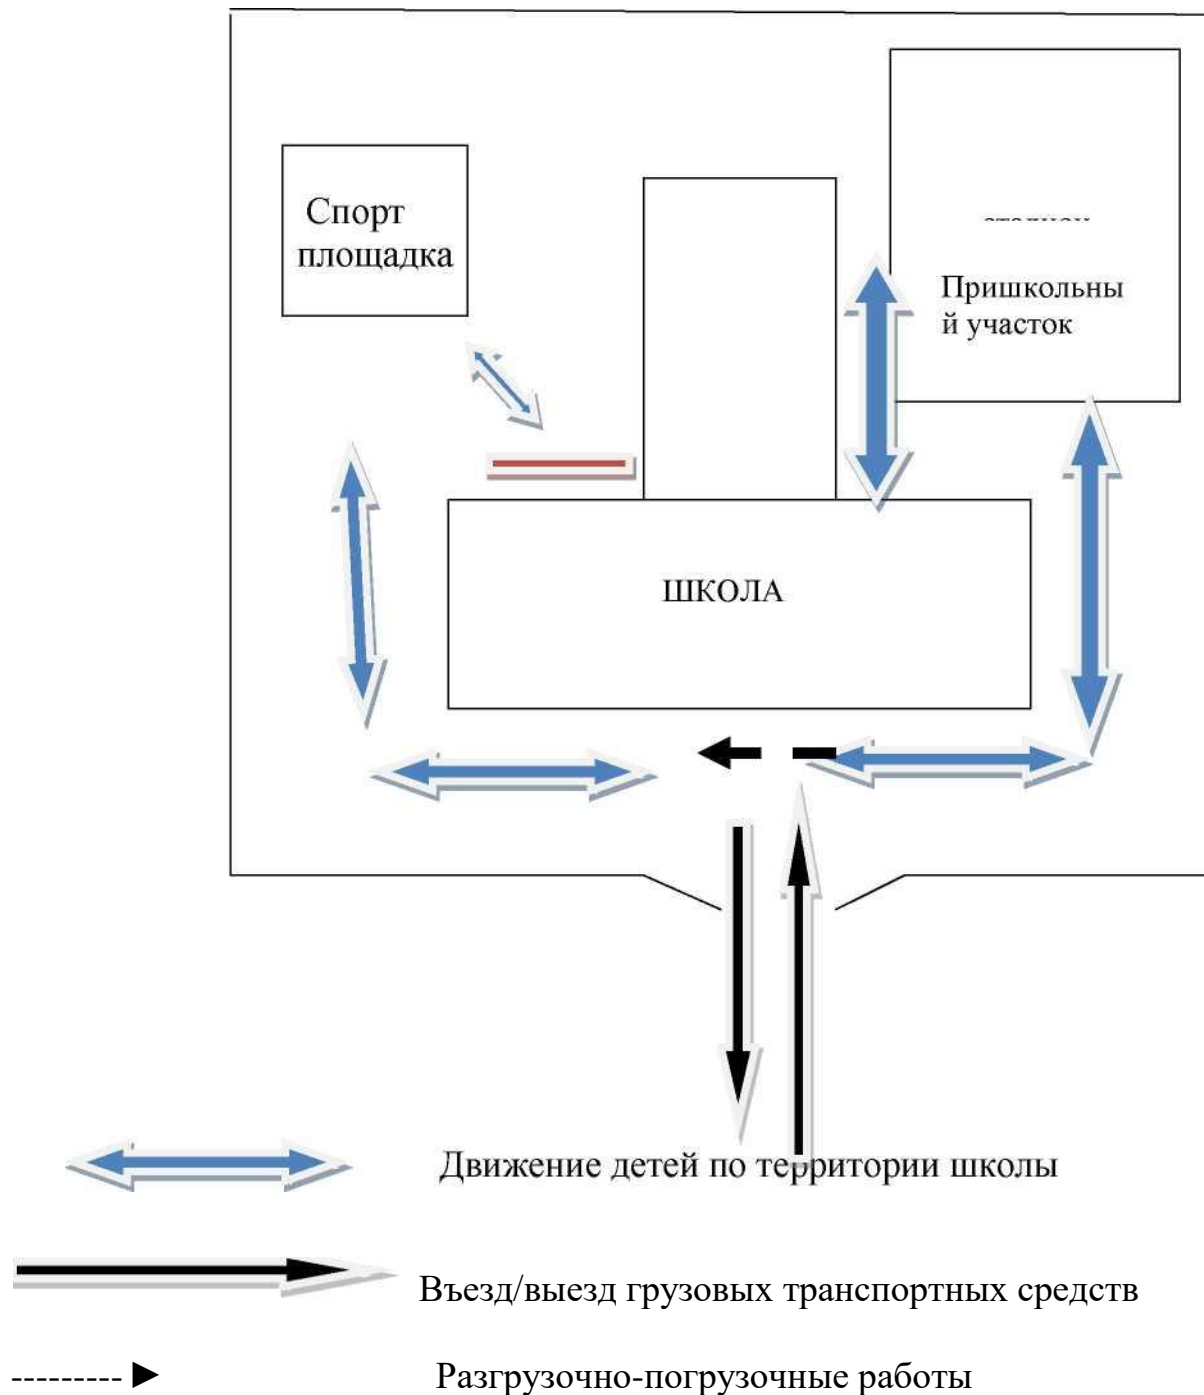 Спорт
площадка
Пришкольны
й участок
ШКОЛА
Движение детей по территории школы
Въезд/выезд грузовых транспортных средств
Разгрузочно-погрузочные работы